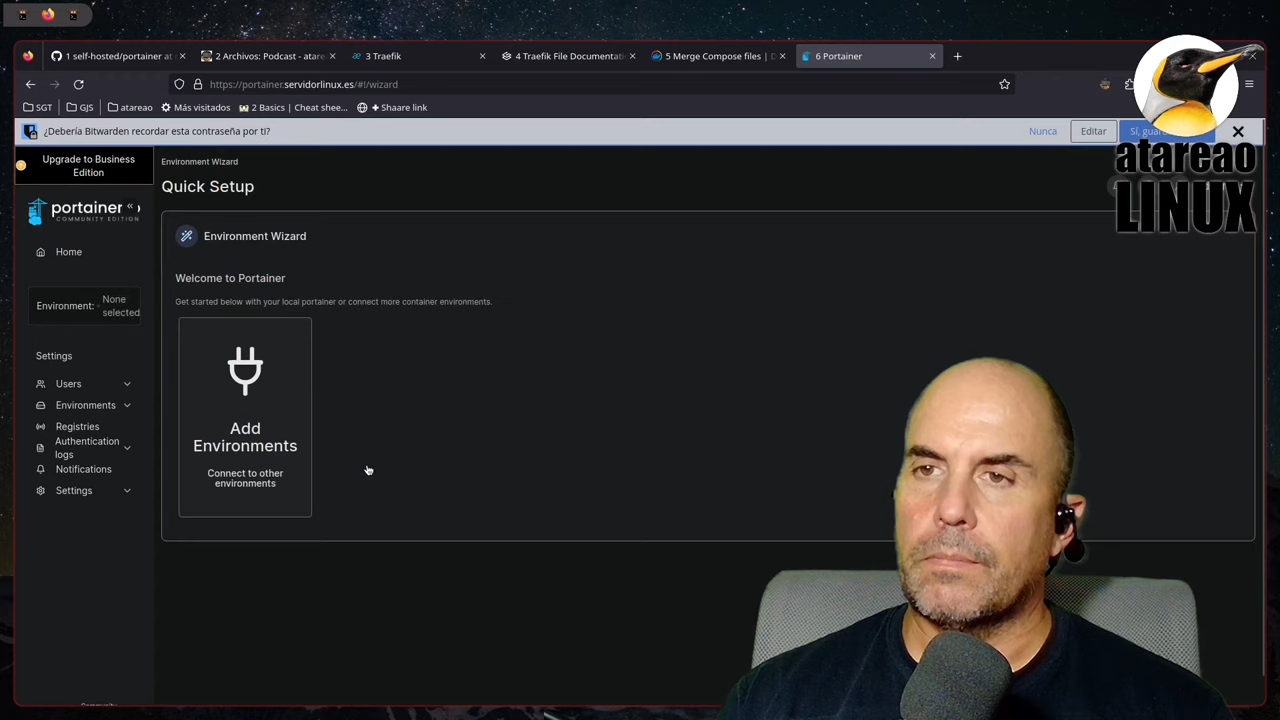 1 self-hosted/portainer at
2 Archivos: Podcast - atare
3 Traefik
4 Traefik File Documentati
5 Merge Compose files | D
6 Portainer
https://portainer.servidorlinux.es/#!/wizard
SGT
GJS
atareao
Más visitados
2 Basics | Cheat shee...
Shaare link
¿Debería Bitwarden recordar esta contraseña por ti?
Nunca
Editar
Upgrade to Business
Edition
portainer
COMMUNITY EDITION
Home
Environment:
None
selected
Settings
Users
Environments
Registries
Authentication
logs
Notifications
Settings
Environment Wizard
Quick Setup
Environment Wizard
Welcome to Portainer
Get started below with your local portainer or connect more container environments.
Add
Environments
Connect to other
environments
atareao
LINUX